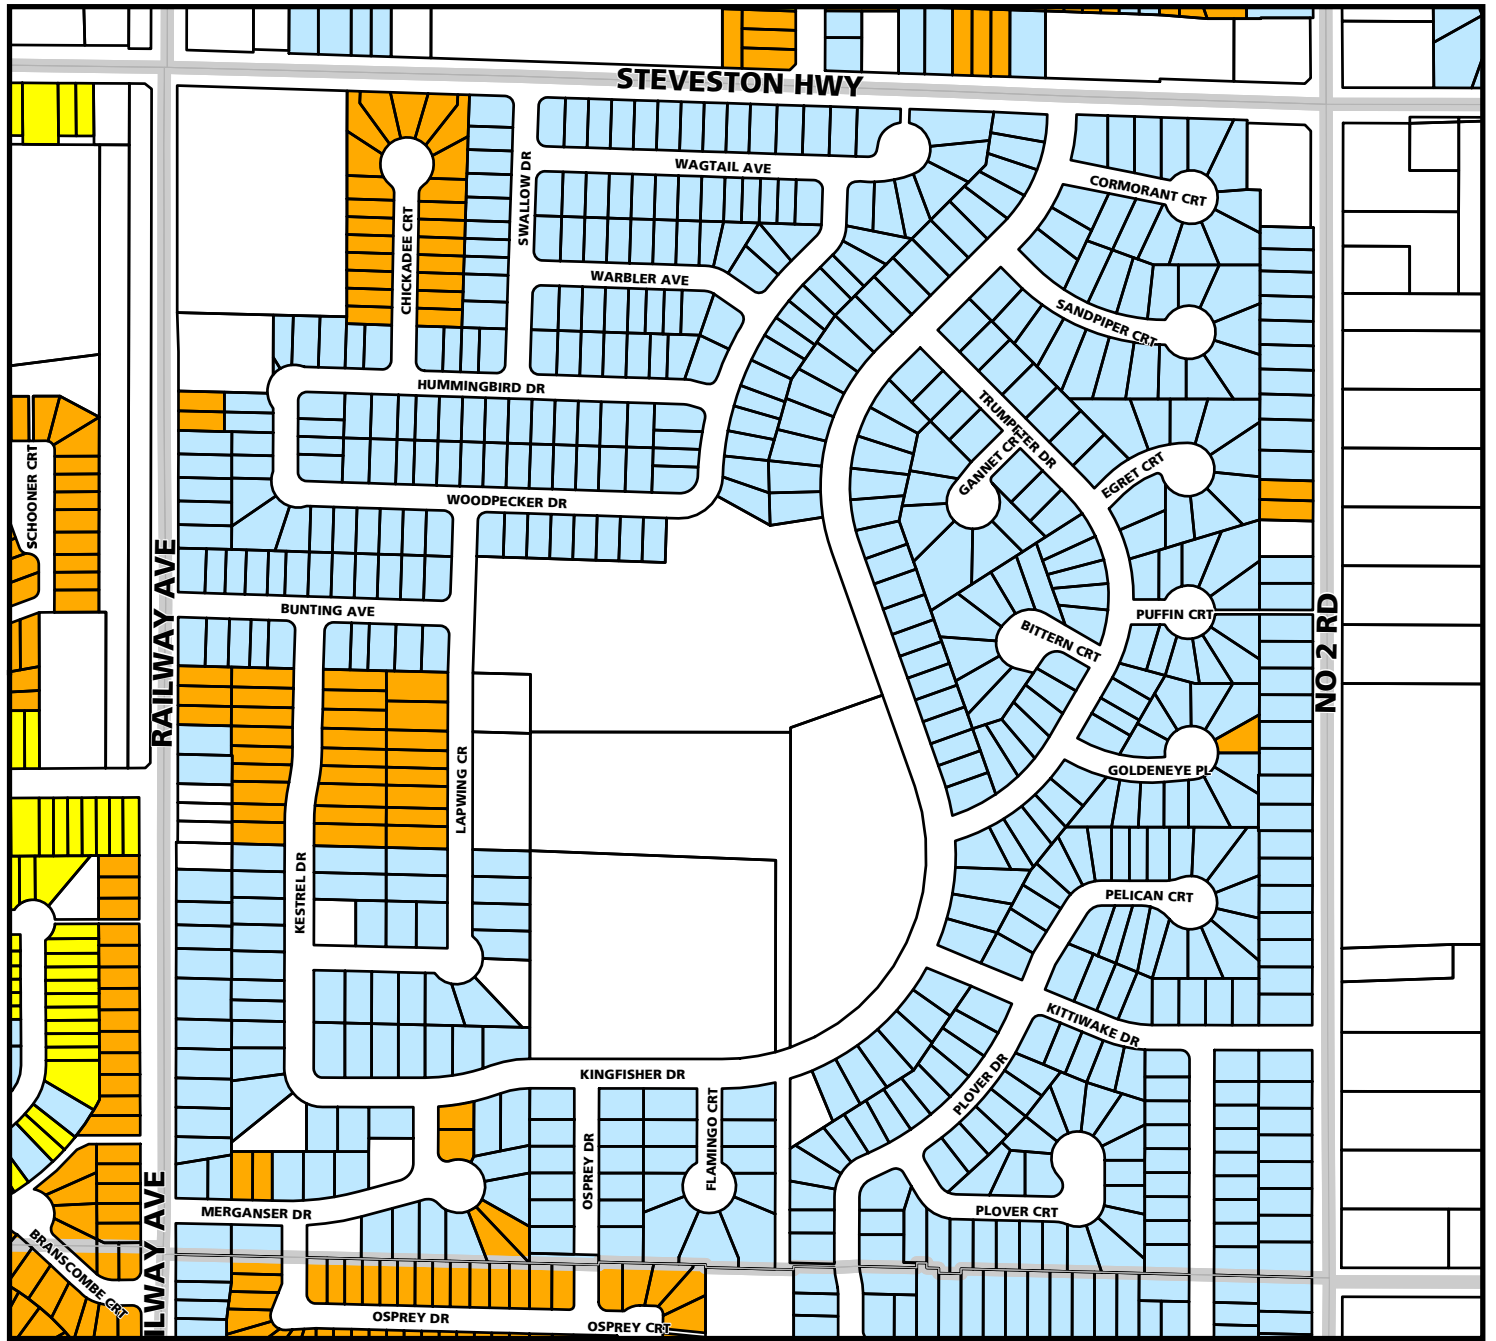 STEVESTON HWY
WAGTAIL AVE
CORMORANT CRT
SWALLOW DR
CHICKADEE CRT
WARBLER AVE
SANDPIPER CRT
HUMMINGBIRD DR
TRUMPETER DR
GANNET CRT
EGRET CRT
SCHOONER CRT
WOODPECKER DR
RAILWAY AVE
BUNTING AVE
PUFFIN CRT
BITTERN CRT
NO 2 RD
LAPWING CR
GOLDENEYE PL
KESTREL DR
PELICAN CRT
KITTIWAKE DR
KINGFISHER DR
PLOVER DR
FLAMINGO CRT
OSPREY DR
MERGANSER DR
PLOVER CRT
BRANSCOMBE CRT
ILWAY AVE
OSPREY DR
OSPREY CRT